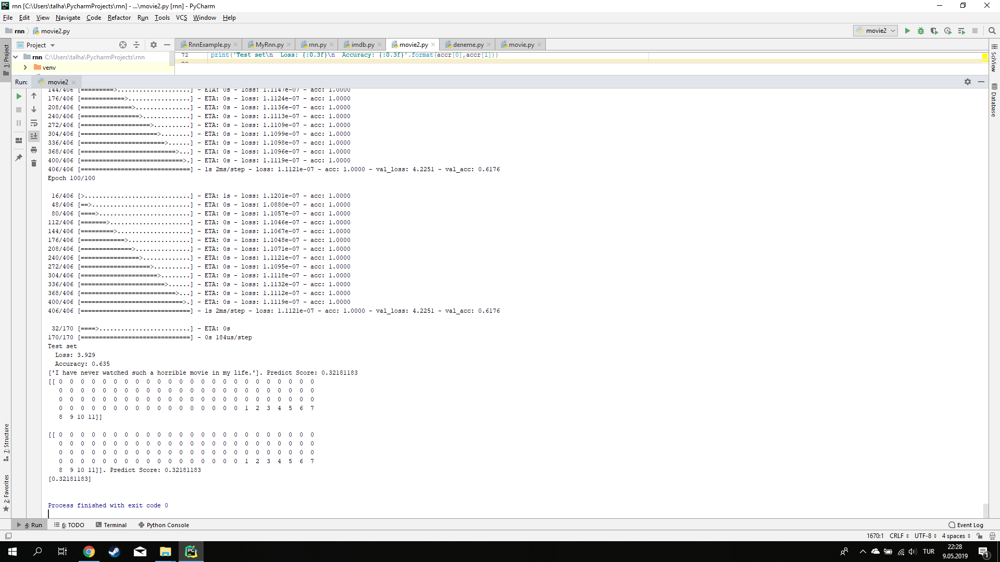 rnn [C:\Users\talha\PycharmProjects\rnn] - ...\movie2.py [rnn] - PyCharm
File Edit View Navigate Code Refactor Run Tools VCS Window Help
rnn movie2.py movie2
Project RnnExample.py MyRnn.py rnn.py imdb.py movie2.py deneme.py movie.py
1: Project
rnn C:\Users\talha\PycharmProjects\rnn
venv
72 print('Test set\n  Loss: {:0.3f}\n  Accuracy: {:0.3f}'.format(accr[0],accr[1]))
SciView
Database
Run: movie2
144/406 [=========>....................] - ETA: 0s - loss: 1.1147e-07 - acc: 1.0000
176/406 [============>.................] - ETA: 0s - loss: 1.1124e-07 - acc: 1.0000
208/406 [==============>...............] - ETA: 0s - loss: 1.1136e-07 - acc: 1.0000
240/406 [================>.............] - ETA: 0s - loss: 1.1113e-07 - acc: 1.0000
272/406 [===================>..........] - ETA: 0s - loss: 1.1109e-07 - acc: 1.0000
304/406 [=====================>........] - ETA: 0s - loss: 1.1099e-07 - acc: 1.0000
336/406 [=======================>......] - ETA: 0s - loss: 1.1098e-07 - acc: 1.0000
368/406 [==========================>...] - ETA: 0s - loss: 1.1096e-07 - acc: 1.0000
400/406 [============================>.] - ETA: 0s - loss: 1.1119e-07 - acc: 1.0000
406/406 [==============================] - 1s 2ms/step - loss: 1.1121e-07 - acc: 1.0000 - val_loss: 4.2251 - val_acc: 0.6176
Epoch 100/100
16/406 [>.............................] - ETA: 1s - loss: 1.1201e-07 - acc: 1.0000
48/406 [==>...........................] - ETA: 0s - loss: 1.0880e-07 - acc: 1.0000
80/406 [====>.........................] - ETA: 0s - loss: 1.1057e-07 - acc: 1.0000
112/406 [=======>......................] - ETA: 0s - loss: 1.1046e-07 - acc: 1.0000
144/406 [=========>....................] - ETA: 0s - loss: 1.1067e-07 - acc: 1.0000
176/406 [============>.................] - ETA: 0s - loss: 1.1048e-07 - acc: 1.0000
208/406 [==============>...............] - ETA: 0s - loss: 1.1071e-07 - acc: 1.0000
240/406 [================>.............] - ETA: 0s - loss: 1.1121e-07 - acc: 1.0000
272/406 [===================>..........] - ETA: 0s - loss: 1.1095e-07 - acc: 1.0000
304/406 [=====================>........] - ETA: 0s - loss: 1.1118e-07 - acc: 1.0000
336/406 [=======================>......] - ETA: 0s - loss: 1.1132e-07 - acc: 1.0000
368/406 [==========================>...] - ETA: 0s - loss: 1.1112e-07 - acc: 1.0000
400/406 [============================>.] - ETA: 0s - loss: 1.1119e-07 - acc: 1.0000
406/406 [==============================] - 1s 2ms/step - loss: 1.1121e-07 - acc: 1.0000 - val_loss: 4.2251 - val_acc: 0.6176
32/170 [====>.........................] - ETA: 0s
170/170 [==============================] - 0s 184us/step
Test set
Loss: 3.929
Accuracy: 0.635
['I have never watched such a horrible movie in my life.']. Predict Score: 0.32181183
[[ 0 0 0 0 0 0 0 0 0 0 0 0 0 0 0 0 0 0 0 0 0 0 0 0
0 0 0 0 0 0 0 0 0 0 0 0 0 0 0 0 0 0 0 0 0 0 0 0
0 0 0 0 0 0 0 0 0 0 0 0 0 0 0 0 0 0 0 0 0 0 0 0
0 0 0 0 0 0 0 0 0 0 0 0 0 0 0 0 0 1 2 3 4 5 6 7
8 9 10 11]]
[[ 0 0 0 0 0 0 0 0 0 0 0 0 0 0 0 0 0 0 0 0 0 0 0 0
0 0 0 0 0 0 0 0 0 0 0 0 0 0 0 0 0 0 0 0 0 0 0 0
0 0 0 0 0 0 0 0 0 0 0 0 0 0 0 0 0 0 0 0 0 0 0 0
0 0 0 0 0 0 0 0 0 0 0 0 0 0 0 0 0 1 2 3 4 5 6 7
8 9 10 11]]. Predict Score: 0.32181183
[0.32181183]
Process finished with exit code 0
7: Structure
2: Favorites
4: Run 6: TODO Terminal Python Console Event Log
1670:1 CRLF UTF-8 4 spaces
TUR 22:28
9.05.2019
1